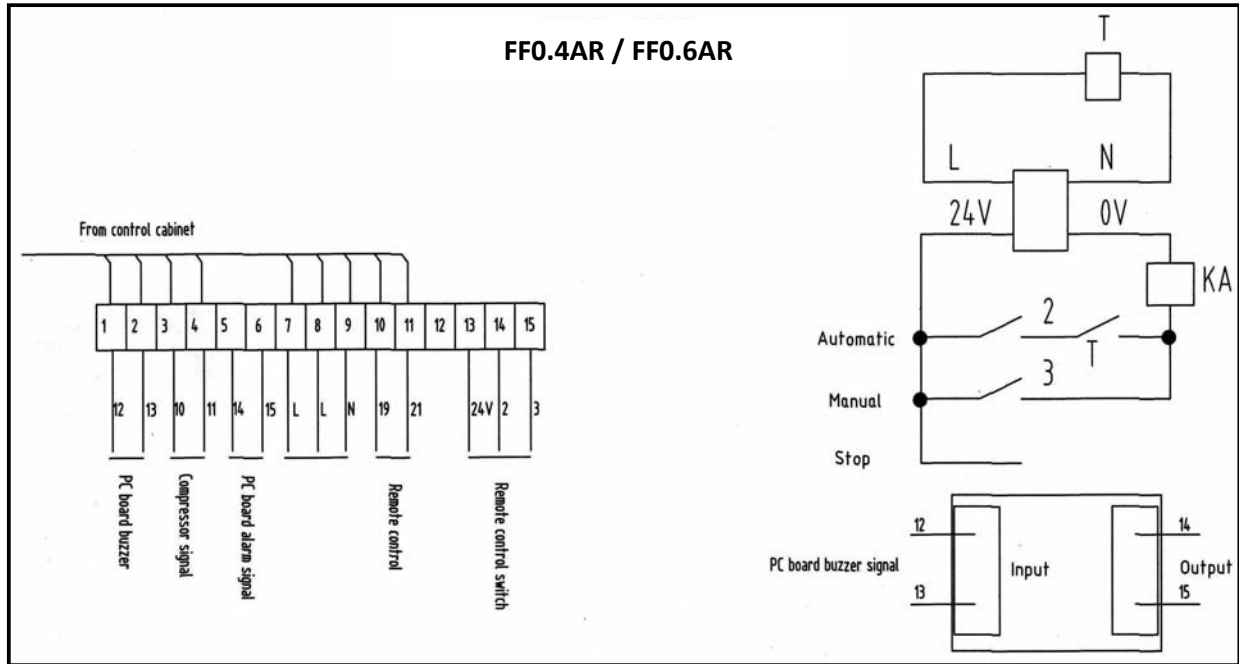 FF0.4AR / FF0.6AR
T
L N
24V 0V
KA
From control cabinet
1 2 3 4 5 6 7 8 9 10 11 12 13 14 15
12 13 10 11 14 15 L L N 19 21 24V 2 3
PC board buzzer
Compressor signal
PC board alarm signal
Remote control
Remote control switch
Automatic 2 T
Manual 3
Stop
12 14
PC board buzzer signal Input Output
13 15